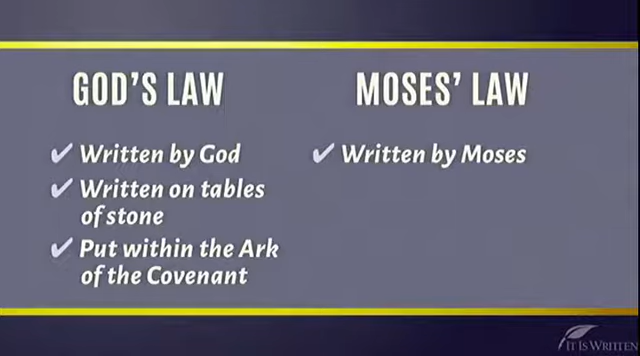 GOD'S LAW
✔ Written by God
✔ Written on tables
of stone
✔ Put within the Ark
of the Covenant
MOSES' LAW
✔ Written by Moses
IT IS WRITTEN